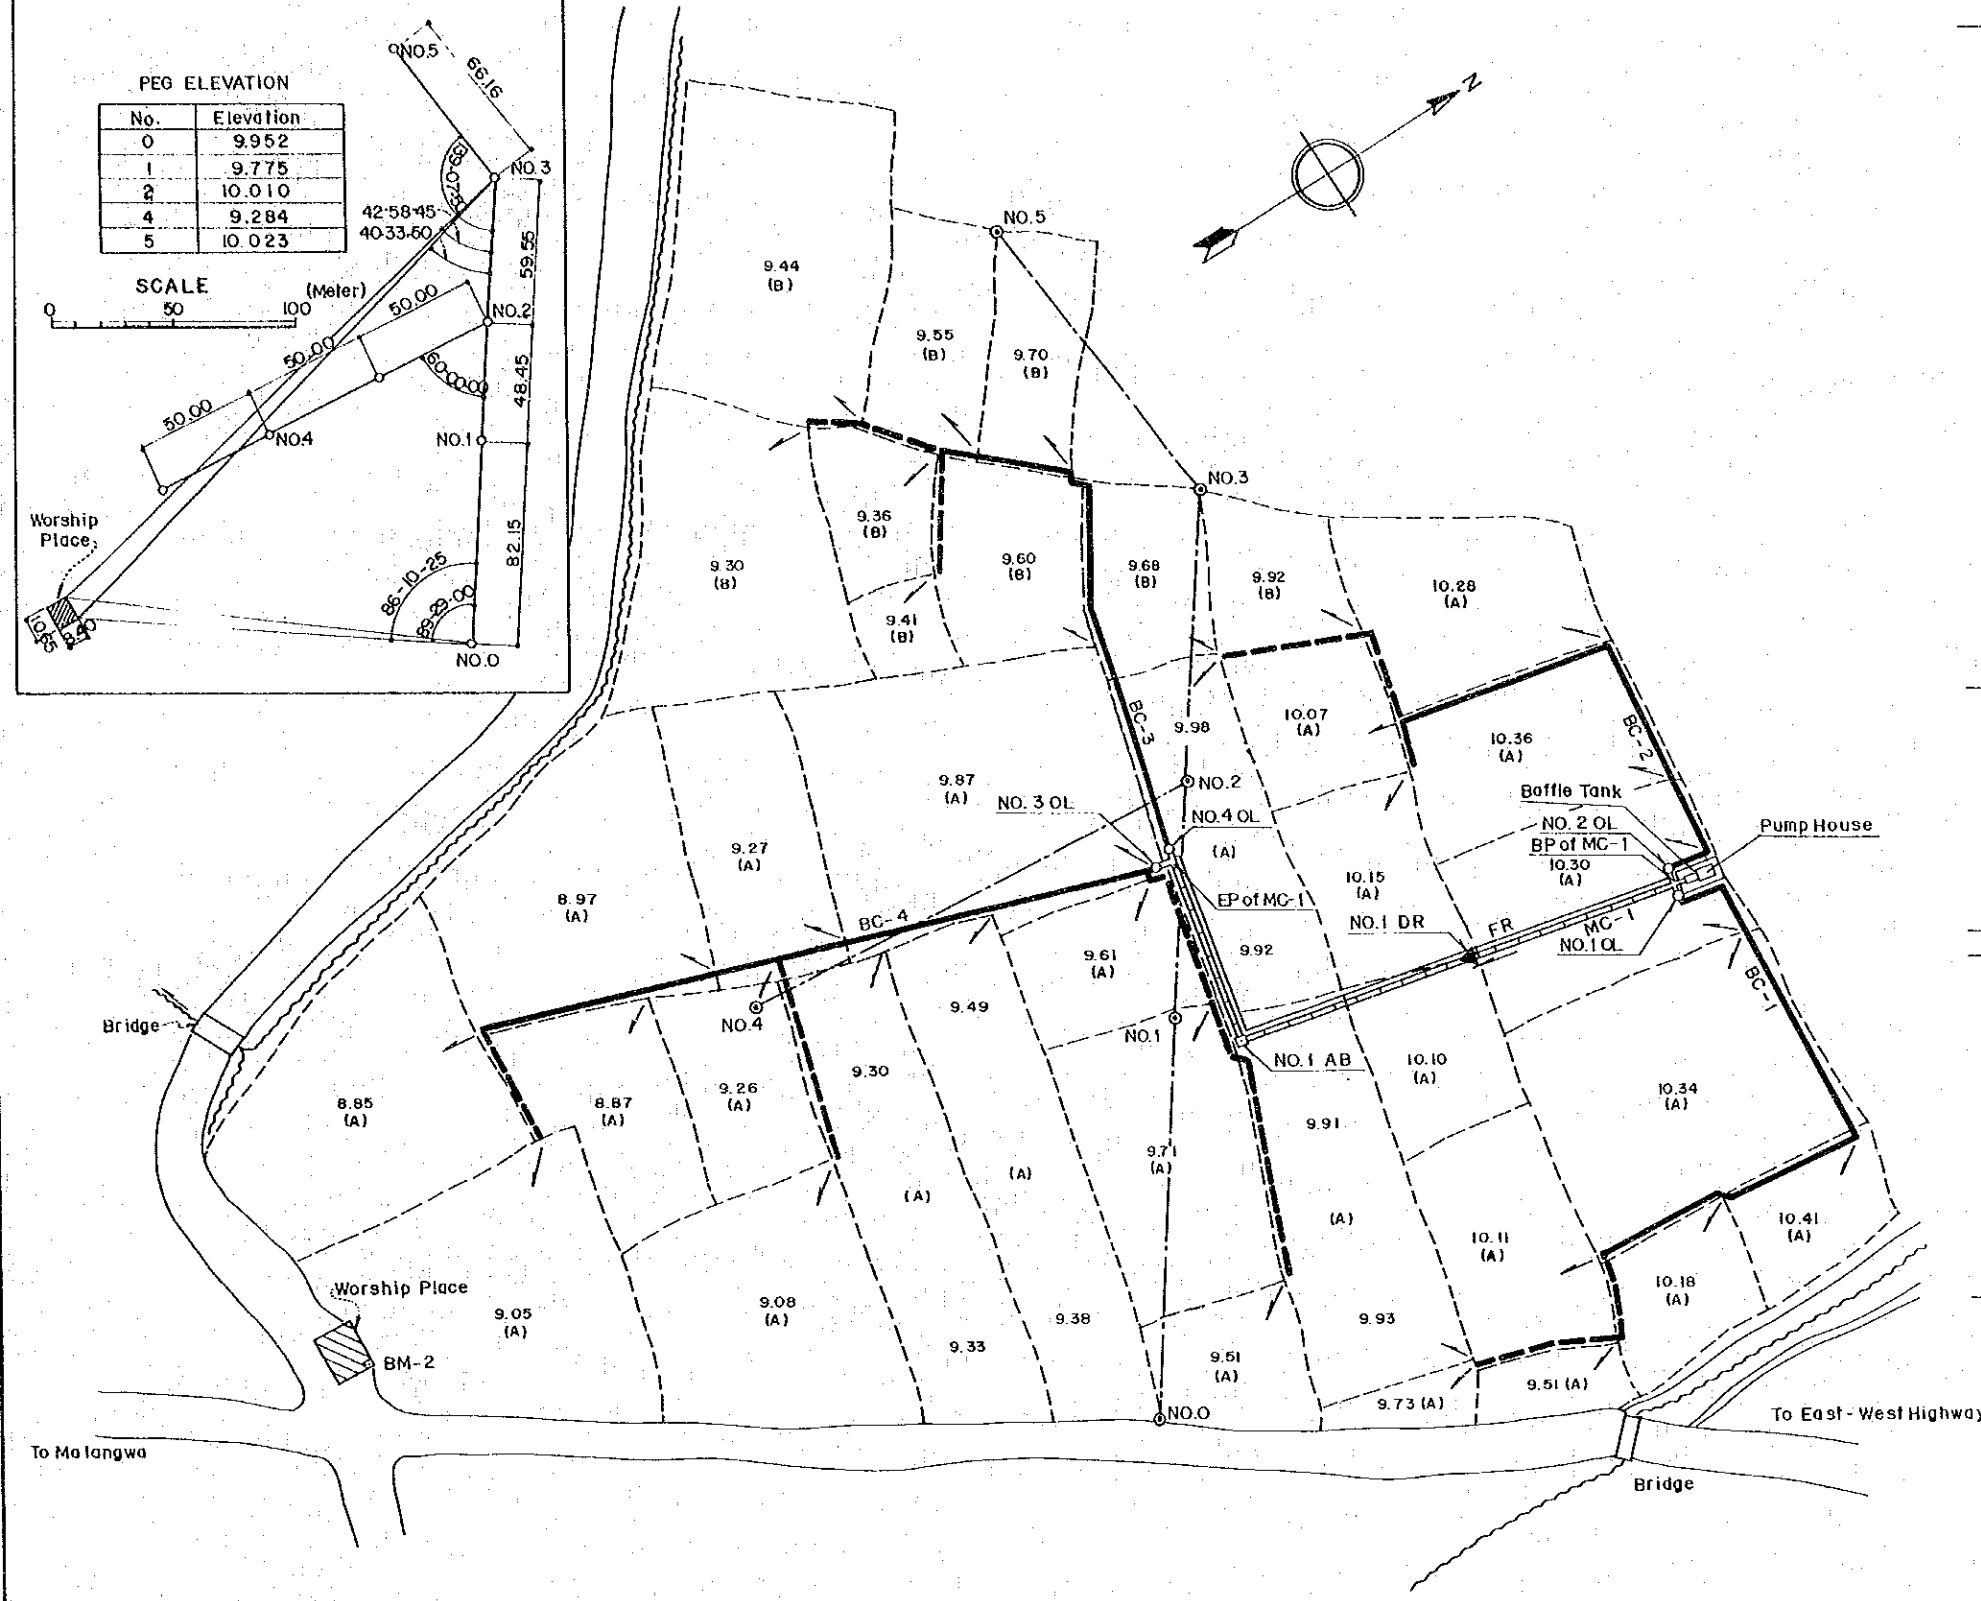 PEG ELEVATION
No. Elevation
0 9.952
1 9.775
2 10.010
4 9.284
5 10.023
SCALE
(Meter)
0 50 100
NO.5
66.16
NO.3
139-07-5
42-58-45
40-33-50
59.55
50.00
NO.2
50.00
60-00-00
48.45
50.00
NO.4
NO.1
82.15
Worship
Place
86-10-25
89-29-00
10.65
8.40
NO.0
N
NO.5
9.44
(B)
9.55
(B)
9.70
(B)
NO.3
9.36
(B)
9.30
(B)
9.60
(B)
9.68
(B)
9.92
(B)
10.28
(A)
9.41
(B)
BC-3
9.98
10.07
(A)
10.36
(A)
BC-2
9.87
(A)
NO.2
NO.3 OL
NO.4 OL
Baffle Tank
NO.2 OL
Pump House
BP of MC-1
9.27
(A)
(A)
10.15
(A)
10.30
(A)
8.97
(A)
BC-4
EP of MC-1
NO.1 DR
FR
MC-1
NO.1 OL
9.61
(A)
9.92
BC-1
9.49
NO.4
Bridge
NO.1
NO.1 AB
9.30
10.10
(A)
8.85
(A)
8.87
(A)
9.26
(A)
10.34
(A)
9.91
9.71
(A)
(A)
(A)
(A)
10.11
(A)
10.41
(A)
10.18
(A)
Worship Place
9.05
(A)
9.08
(A)
9.38
9.93
9.33
BM-2
9.51
(A)
9.73 (A)
9.51 (A)
NO.0
To East-West Highway
To Malangwa
Bridge